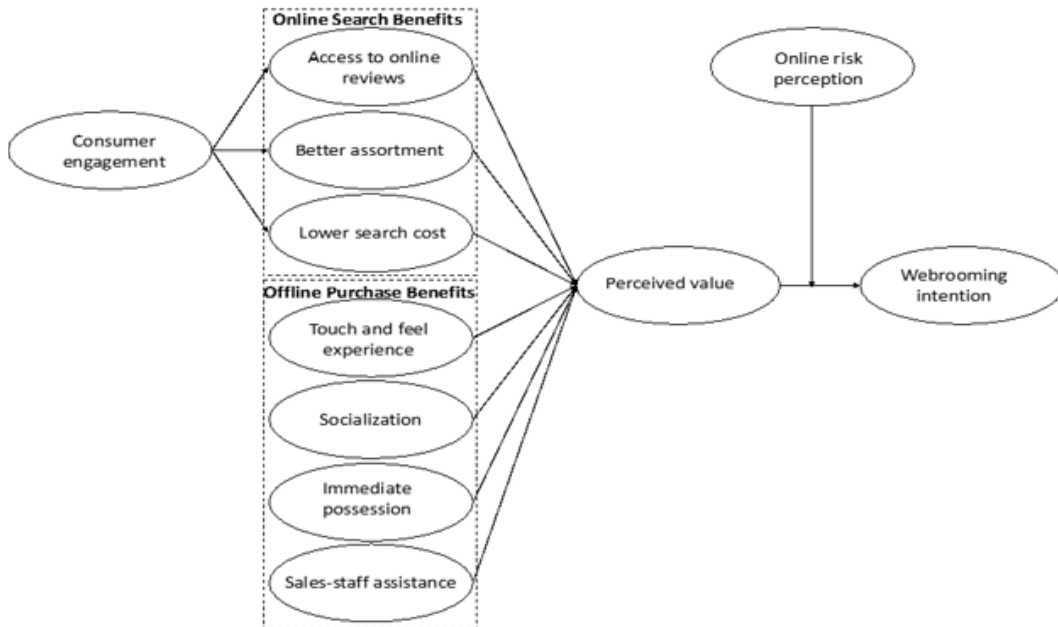 Online Search Benefits
Access to online
reviews
Online risk
perception
Consumer
engagement
Better assortment
Lower search cost
Offline Purchase Benefits
Perceived value
Webrooming
intention
Touch and feel
experience
Socialization
Immediate
possession
Sales-staff assistance